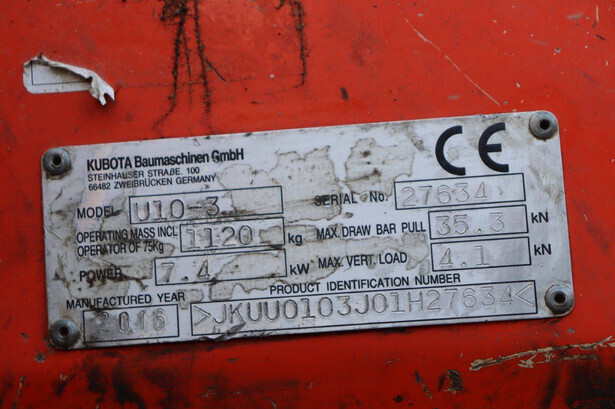 KUBOTA Baumaschinen GmbH
STEINHAUSER STRAßE. 100
66482 ZWEIBRÜCKEN GERMANY
CE
MODEL U10-3 SERIAL No. 27634
OPERATING MASS INCL OPERATOR OF 75Kg 1120 kg MAX. DRAW BAR PULL 35.3 kN
POWER 7.4 kW MAX. VERT. LOAD 4.1 kN
MANUFACTURED YEAR PRODUCT IDENTIFICATION NUMBER
2016 >JKUU0103J01H27634<